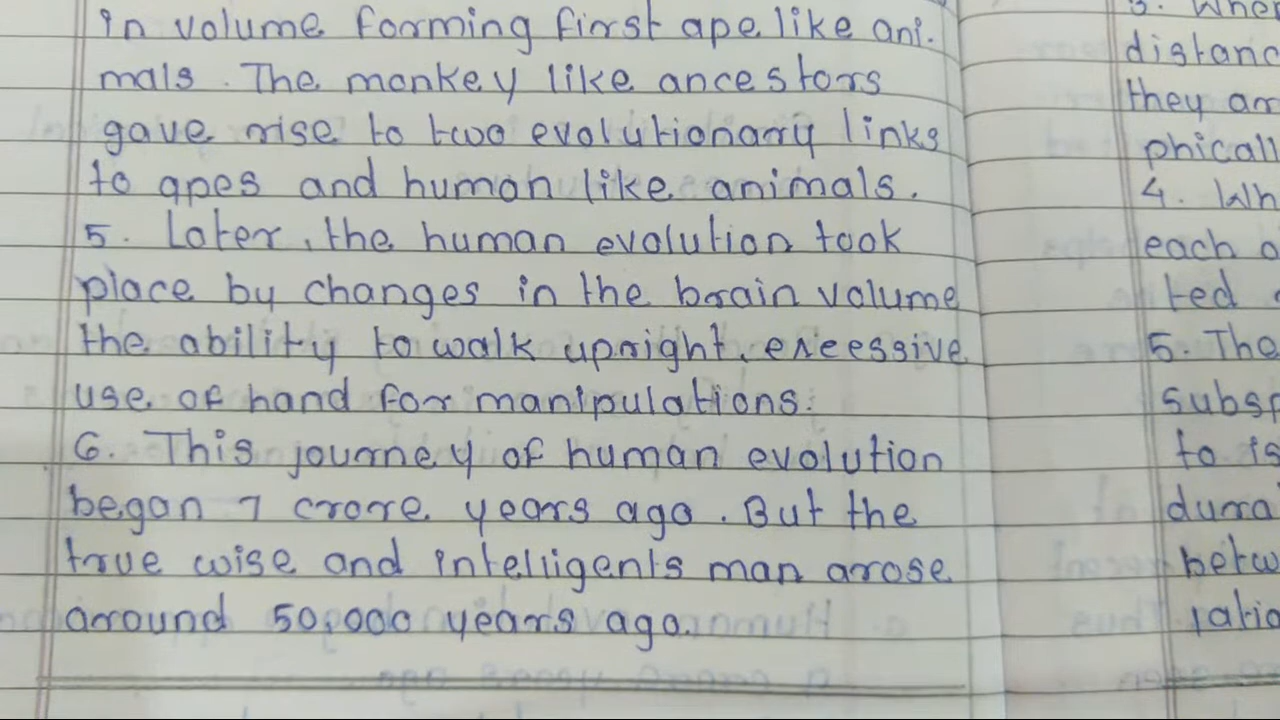 in volume forming first ape like ani.
mals. The monkey like ancestors
gave rise to two evolutionary links
to apes and human like animals.
5. Later, the human evolution took
place by changes in the brain volume
the ability to walk upright, excessive
use of hand for manipulations.
6. This journey of human evolution
began 7 crore years ago. But the
true wise and intelligents man arose
around 50,000 years ago.
3. When
distanc
they ar
phicall
4. Wh
each o
ted
5. The
subsp
to is
dura
betw
ratio